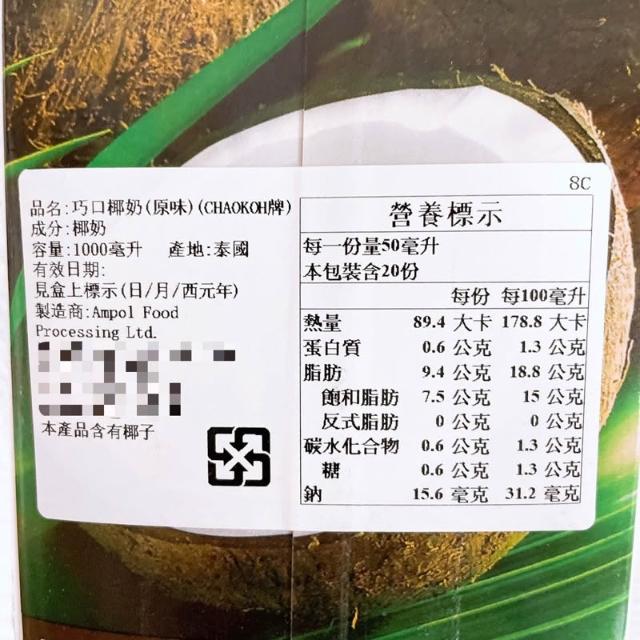 8C
品名:巧口椰奶(原味)(CHAOKOH牌)
成分:椰奶
容量:1000毫升 產地:泰國
有效日期:
見盒上標示(日/月/西元年)
製造商:Ampol Food
Processing Ltd.
本產品含有椰子
營養標示
每一份量50毫升
本包裝含20份
每份 每100毫升
熱量 89.4 大卡 178.8 大卡
蛋白質 0.6 公克 1.3 公克
脂肪 9.4 公克 18.8 公克
飽和脂肪 7.5 公克 15 公克
反式脂肪 0 公克 0 公克
碳水化合物 0.6 公克 1.3 公克
糖 0.6 公克 1.3 公克
鈉 15.6 毫克 31.2 毫克